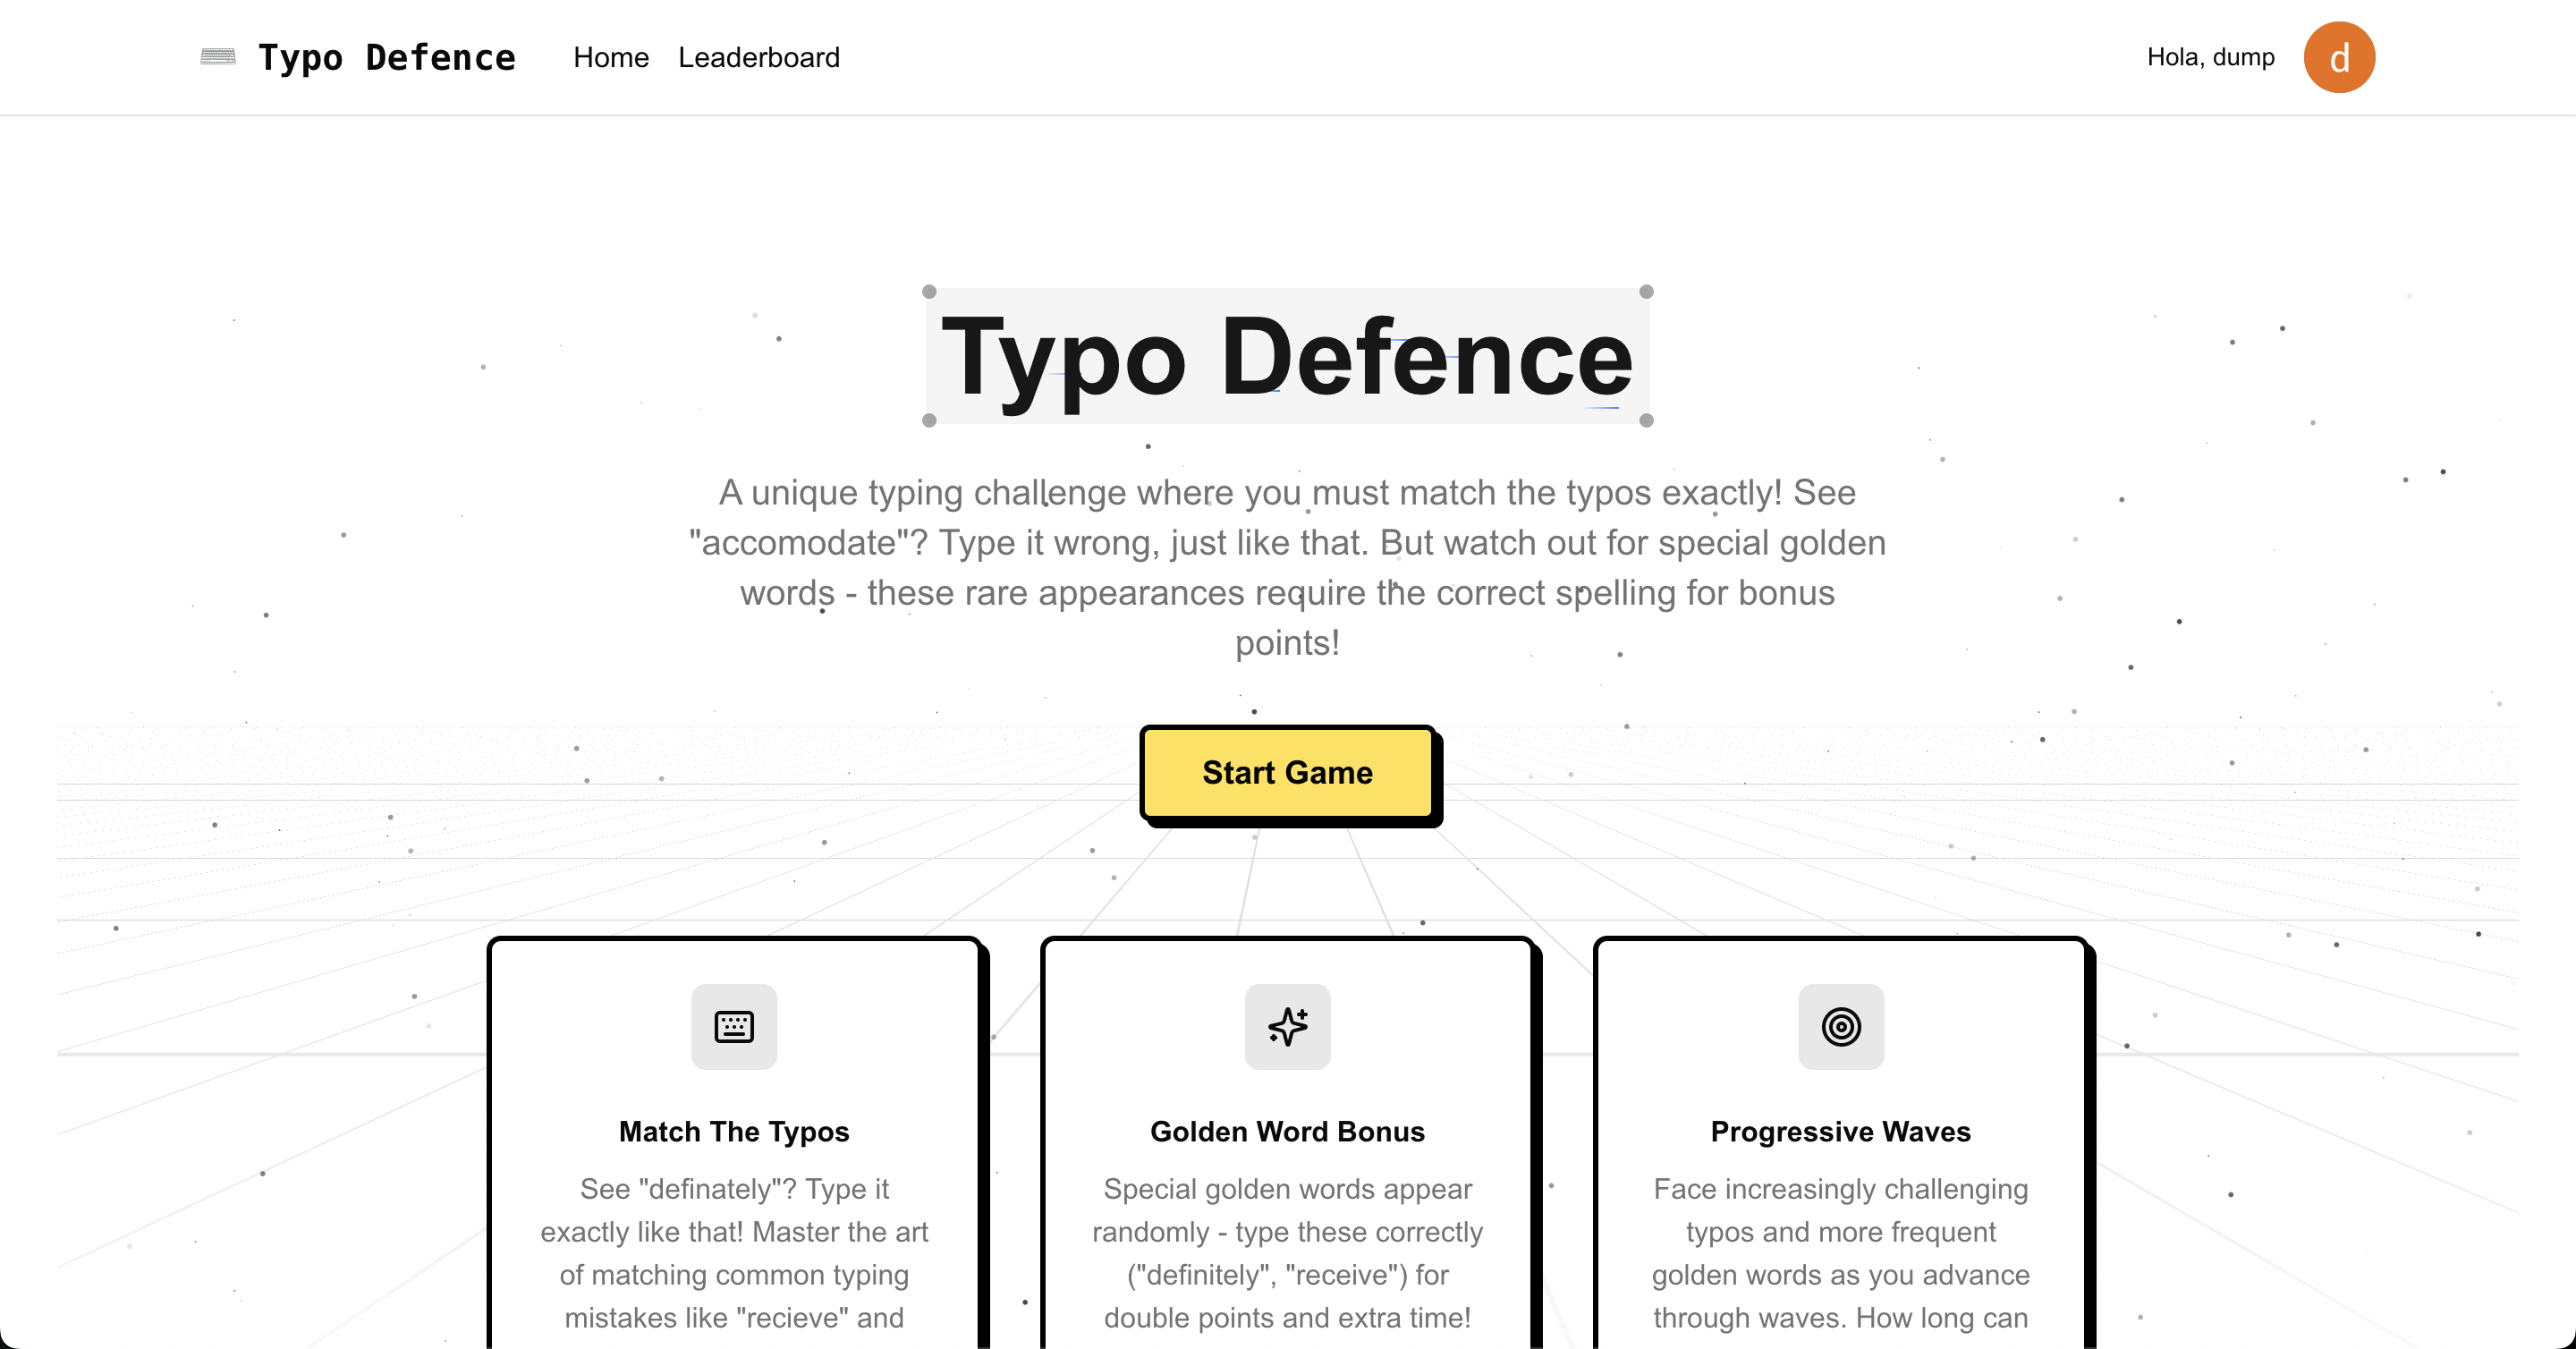 Typo Defence
Home
Leaderboard
Hola, dump
d
Typo Defence
A unique typing challenge where you must match the typos exactly! See
"accomodate"? Type it wrong, just like that. But watch out for special golden
words - these rare appearances require the correct spelling for bonus
points!
Start Game
Match The Typos
See "definately"? Type it
exactly like that! Master the art
of matching common typing
mistakes like "recieve" and
Golden Word Bonus
Special golden words appear
randomly - type these correctly
("definitely", "receive") for
double points and extra time!
Progressive Waves
Face increasingly challenging
typos and more frequent
golden words as you advance
through waves. How long can